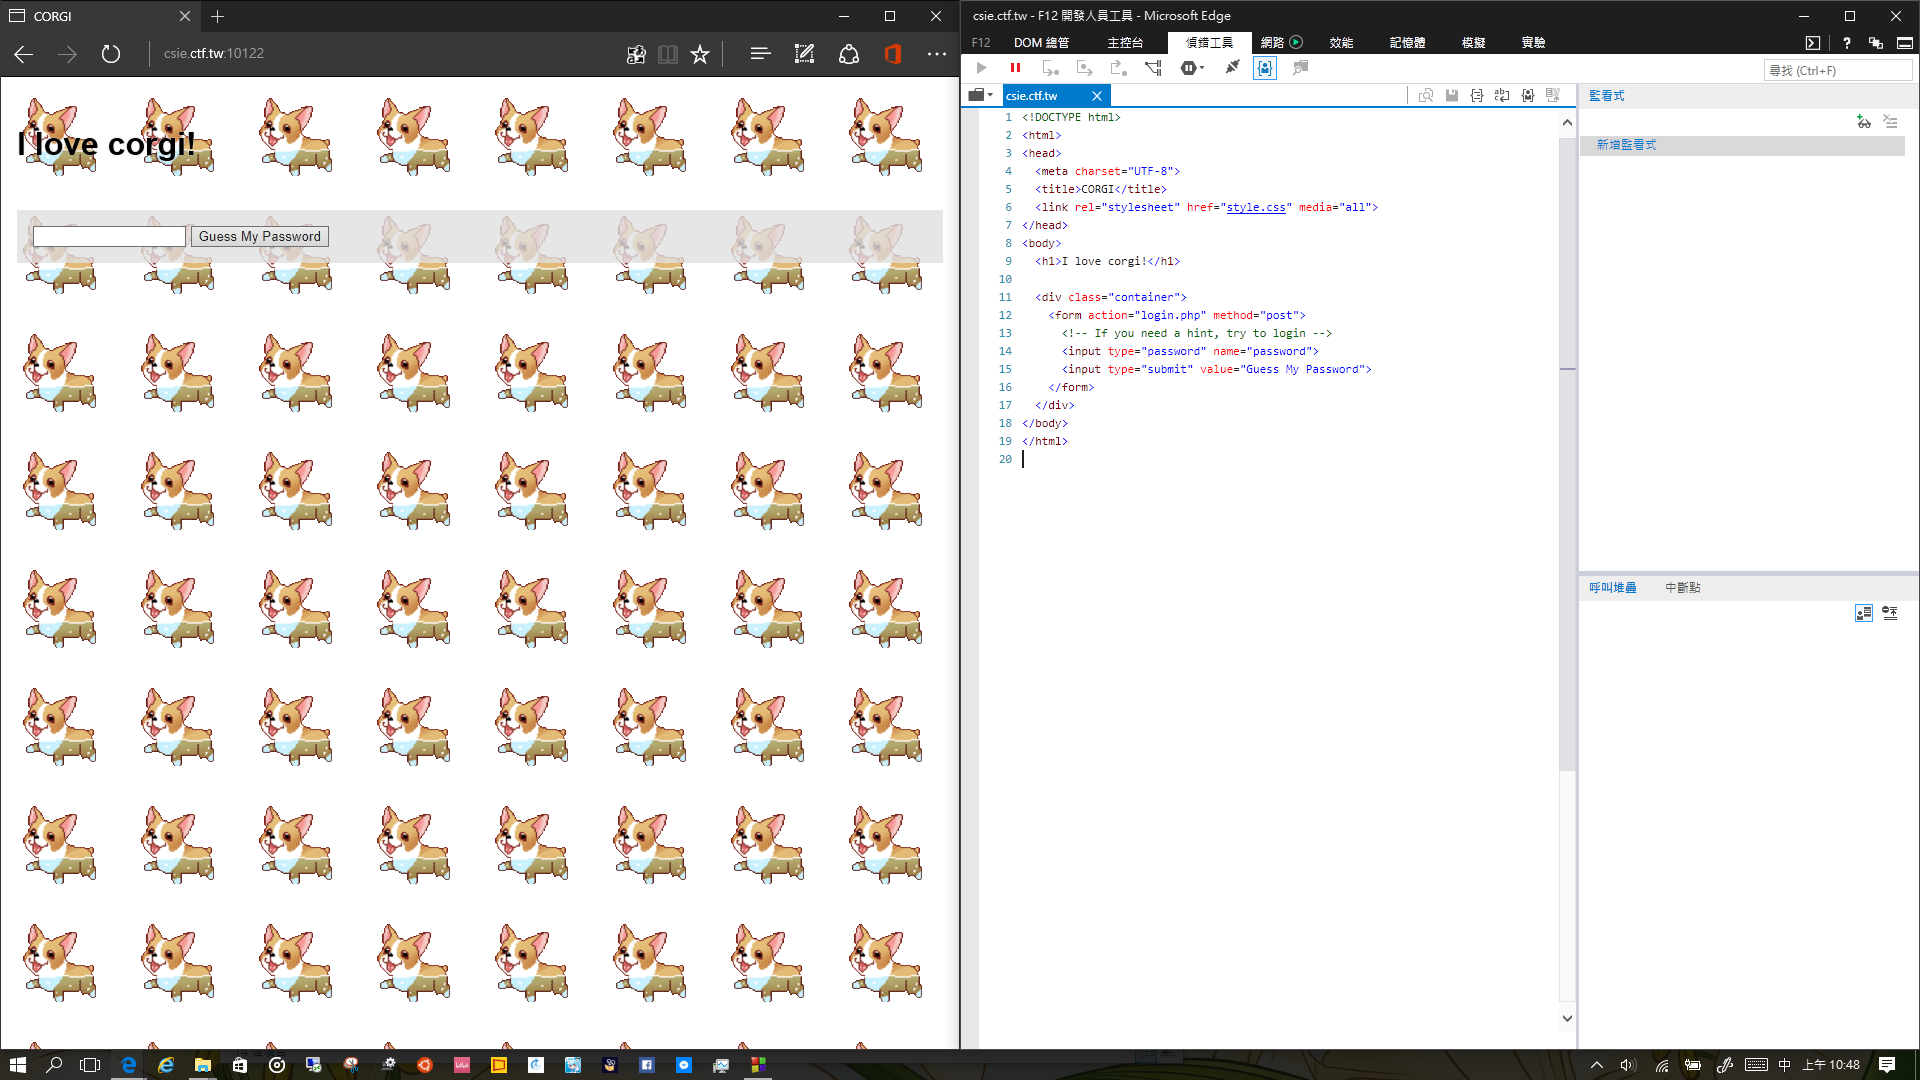 CORGI
csie.ctf.tw:10122
I love corgi!
Guess My Password
csie.ctf.tw - F12 開發人員工具 - Microsoft Edge
F12 DOM 總管 主控台 偵錯工具 網路 效能 記憶體 模擬 實驗
尋找 (Ctrl+F)
csie.ctf.tw
1 <!DOCTYPE html>
2 <html>
3 <head>
4 <meta charset="UTF-8">
5 <title>CORGI</title>
6 <link rel="stylesheet" href="style.css" media="all">
7 </head>
8 <body>
9 <h1>I love corgi!</h1>
10
11 <div class="container">
12 <form action="login.php" method="post">
13 <!-- If you need a hint, try to login -->
14 <input type="password" name="password">
15 <input type="submit" value="Guess My Password">
16 </form>
17 </div>
18 </body>
19 </html>
20
監看式
新增監看式
呼叫堆疊 中斷點
中 上午 10:48